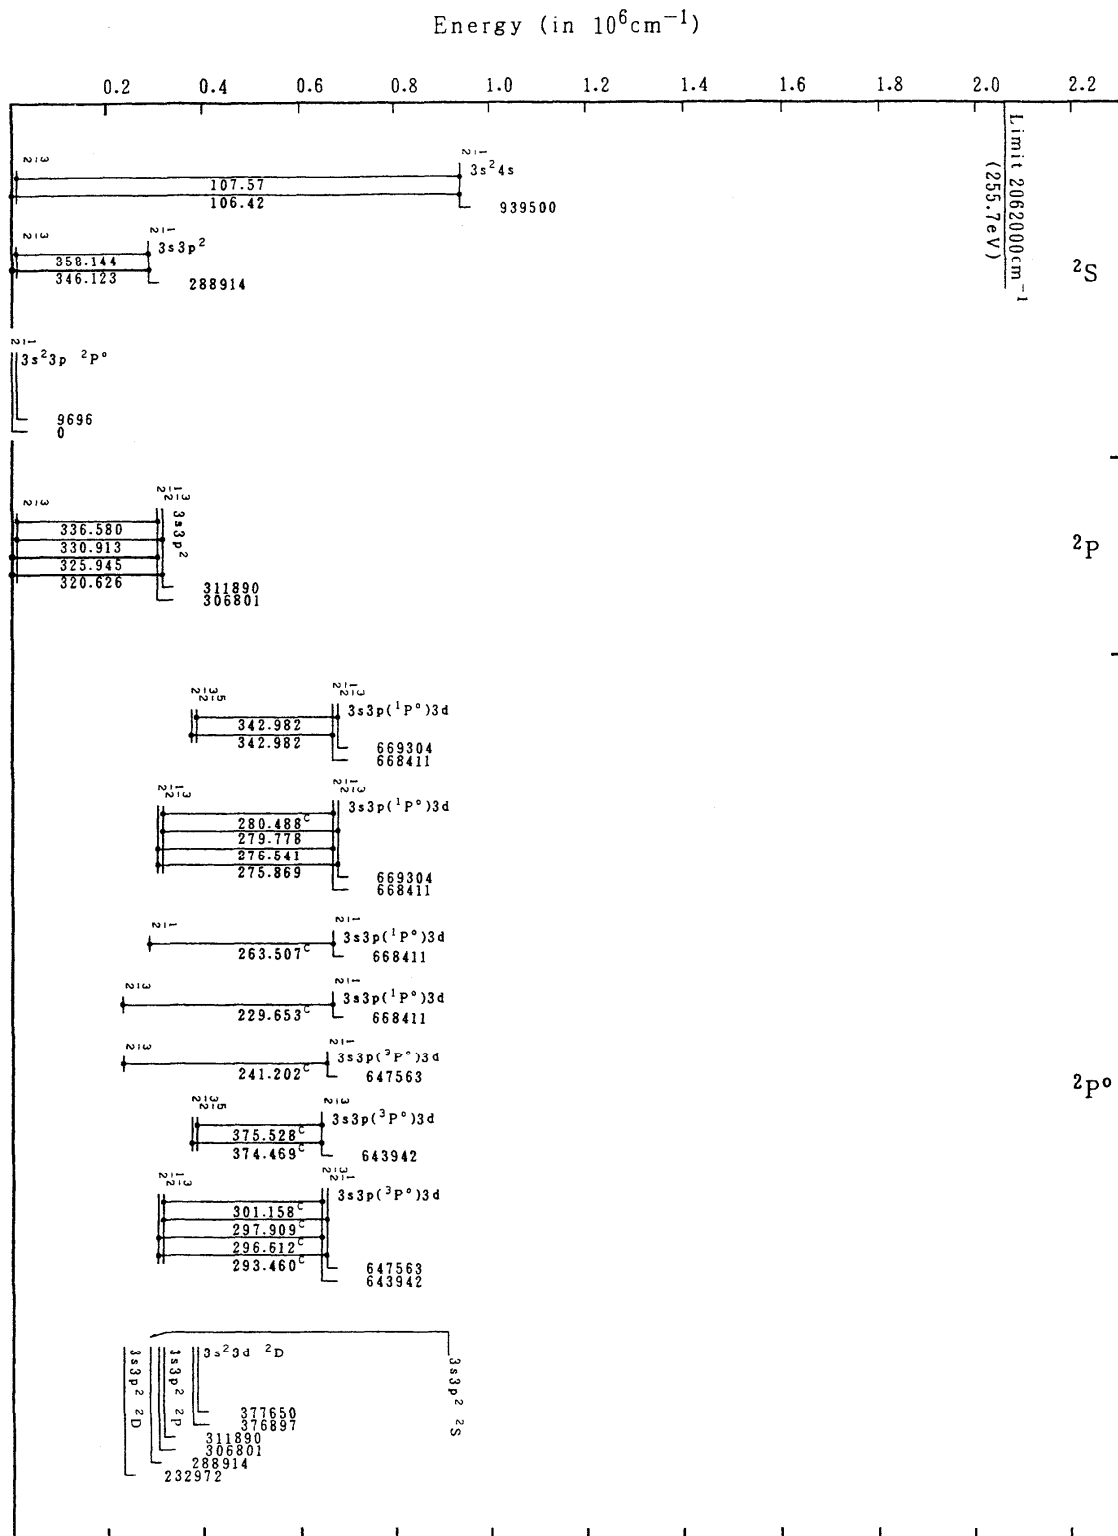 Energy (in 10⁶cm⁻¹)
0.2 0.4 0.6 0.8 1.0 1.2 1.4 1.6 1.8 2.0 2.2
Limit 2062000cm⁻¹
(255.7eV)
3s²4s
107.57
106.42
939500
3s3p²
358.144
346.123
288914
²S
3s²3p ²P°
9696
0
3s3p²
336.580
330.913
325.945
320.626
311890
306801
²P
3s3p(¹P°)3d
342.982
342.982
669304
668411
3s3p(¹P°)3d
280.488ᶜ
279.778
276.541
275.869
669304
668411
3s3p(¹P°)3d
263.507ᶜ
668411
3s3p(¹P°)3d
229.653ᶜ
668411
3s3p(³P°)3d
241.202ᶜ
647563
²P°
3s3p(³P°)3d
375.528ᶜ
374.469ᶜ
643942
3s3p(³P°)3d
301.158ᶜ
297.909ᶜ
296.612ᶜ
293.460ᶜ
647563
643942
3s3p² ²D
3s3p² ²P
3s²3d ²D
3s3p² ²S
377650
376897
311890
306801
288914
232972